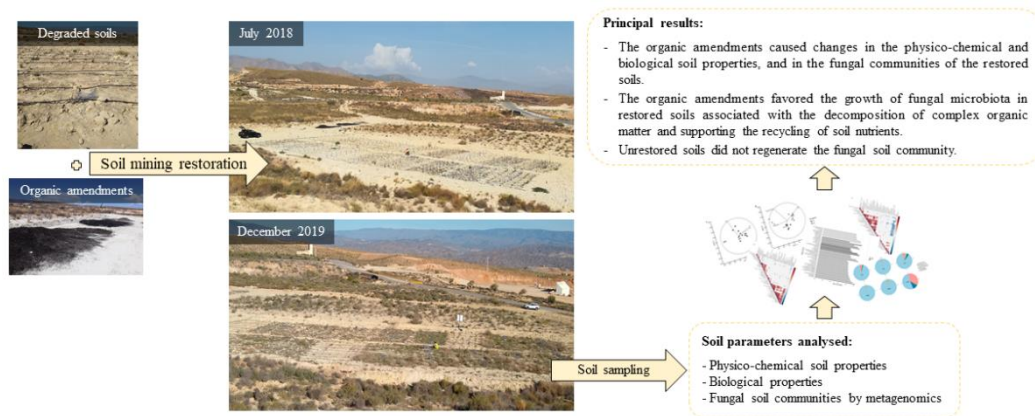 Degraded soils
Soil mining restoration
Organic amendments
July 2018
December 2019
Soil sampling
Soil parameters analysed:
- Physico-chemical soil properties
- Biological properties
- Fungal soil communities by metagenomics
Principal results:
- The organic amendments caused changes in the physico-chemical and
biological soil properties, and in the fungal communities of the restored
soils.
- The organic amendments favored the growth of fungal microbiota in
restored soils associated with the decomposition of complex organic
matter and supporting the recycling of soil nutrients.
- Unrestored soils did not regenerate the fungal soil community.